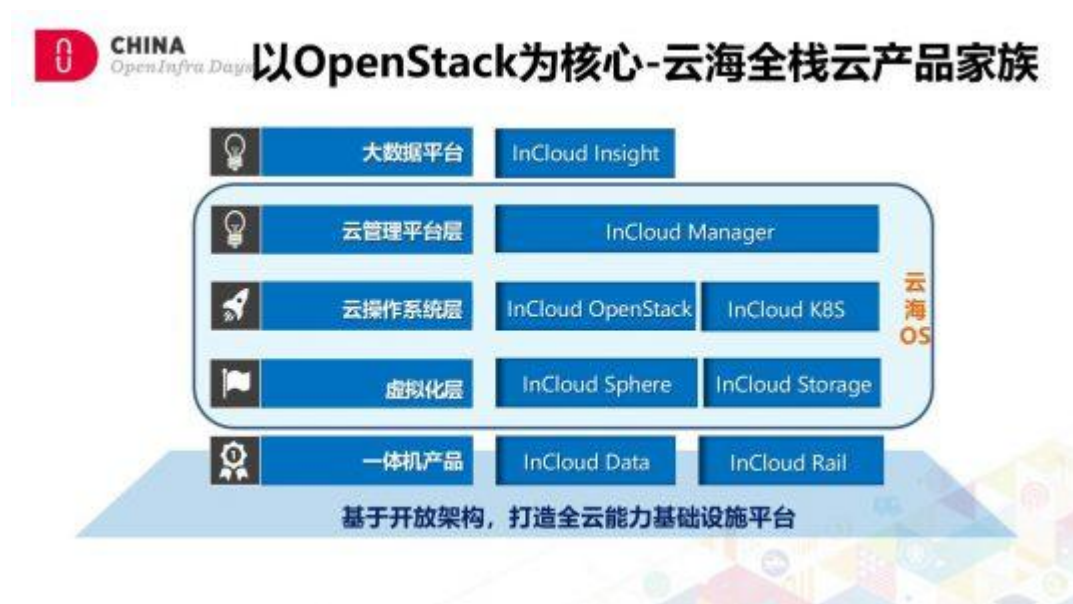 CHINA
OpenInfra Days
以OpenStack为核心-云海全栈云产品家族
大数据平台
InCloud Insight
云管理平台层
InCloud Manager
云操作系统层
InCloud OpenStack
InCloud K8S
虚拟化层
InCloud Sphere
InCloud Storage
云
海
OS
一体机产品
InCloud Data
InCloud Rail
基于开放架构，打造全云能力基础设施平台